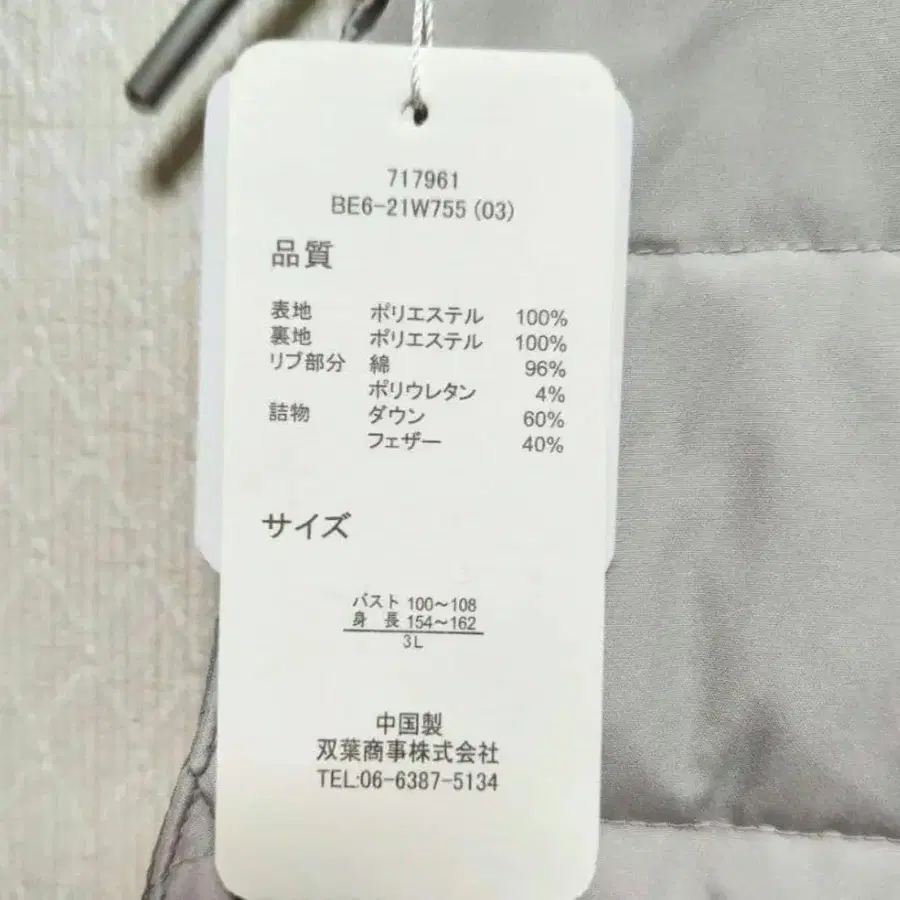 717961
BE6-21W755 (03)
品質
表地 ポリエステル 100%
裏地 ポリエステル 100%
リブ部分 綿 96%
ポリウレタン 4%
詰物 ダウン 60%
フェザー 40%
サイズ
バスト 100～108
身 長 154～162
3L
中国製
双葉商事株式会社
TEL:06-6387-5134